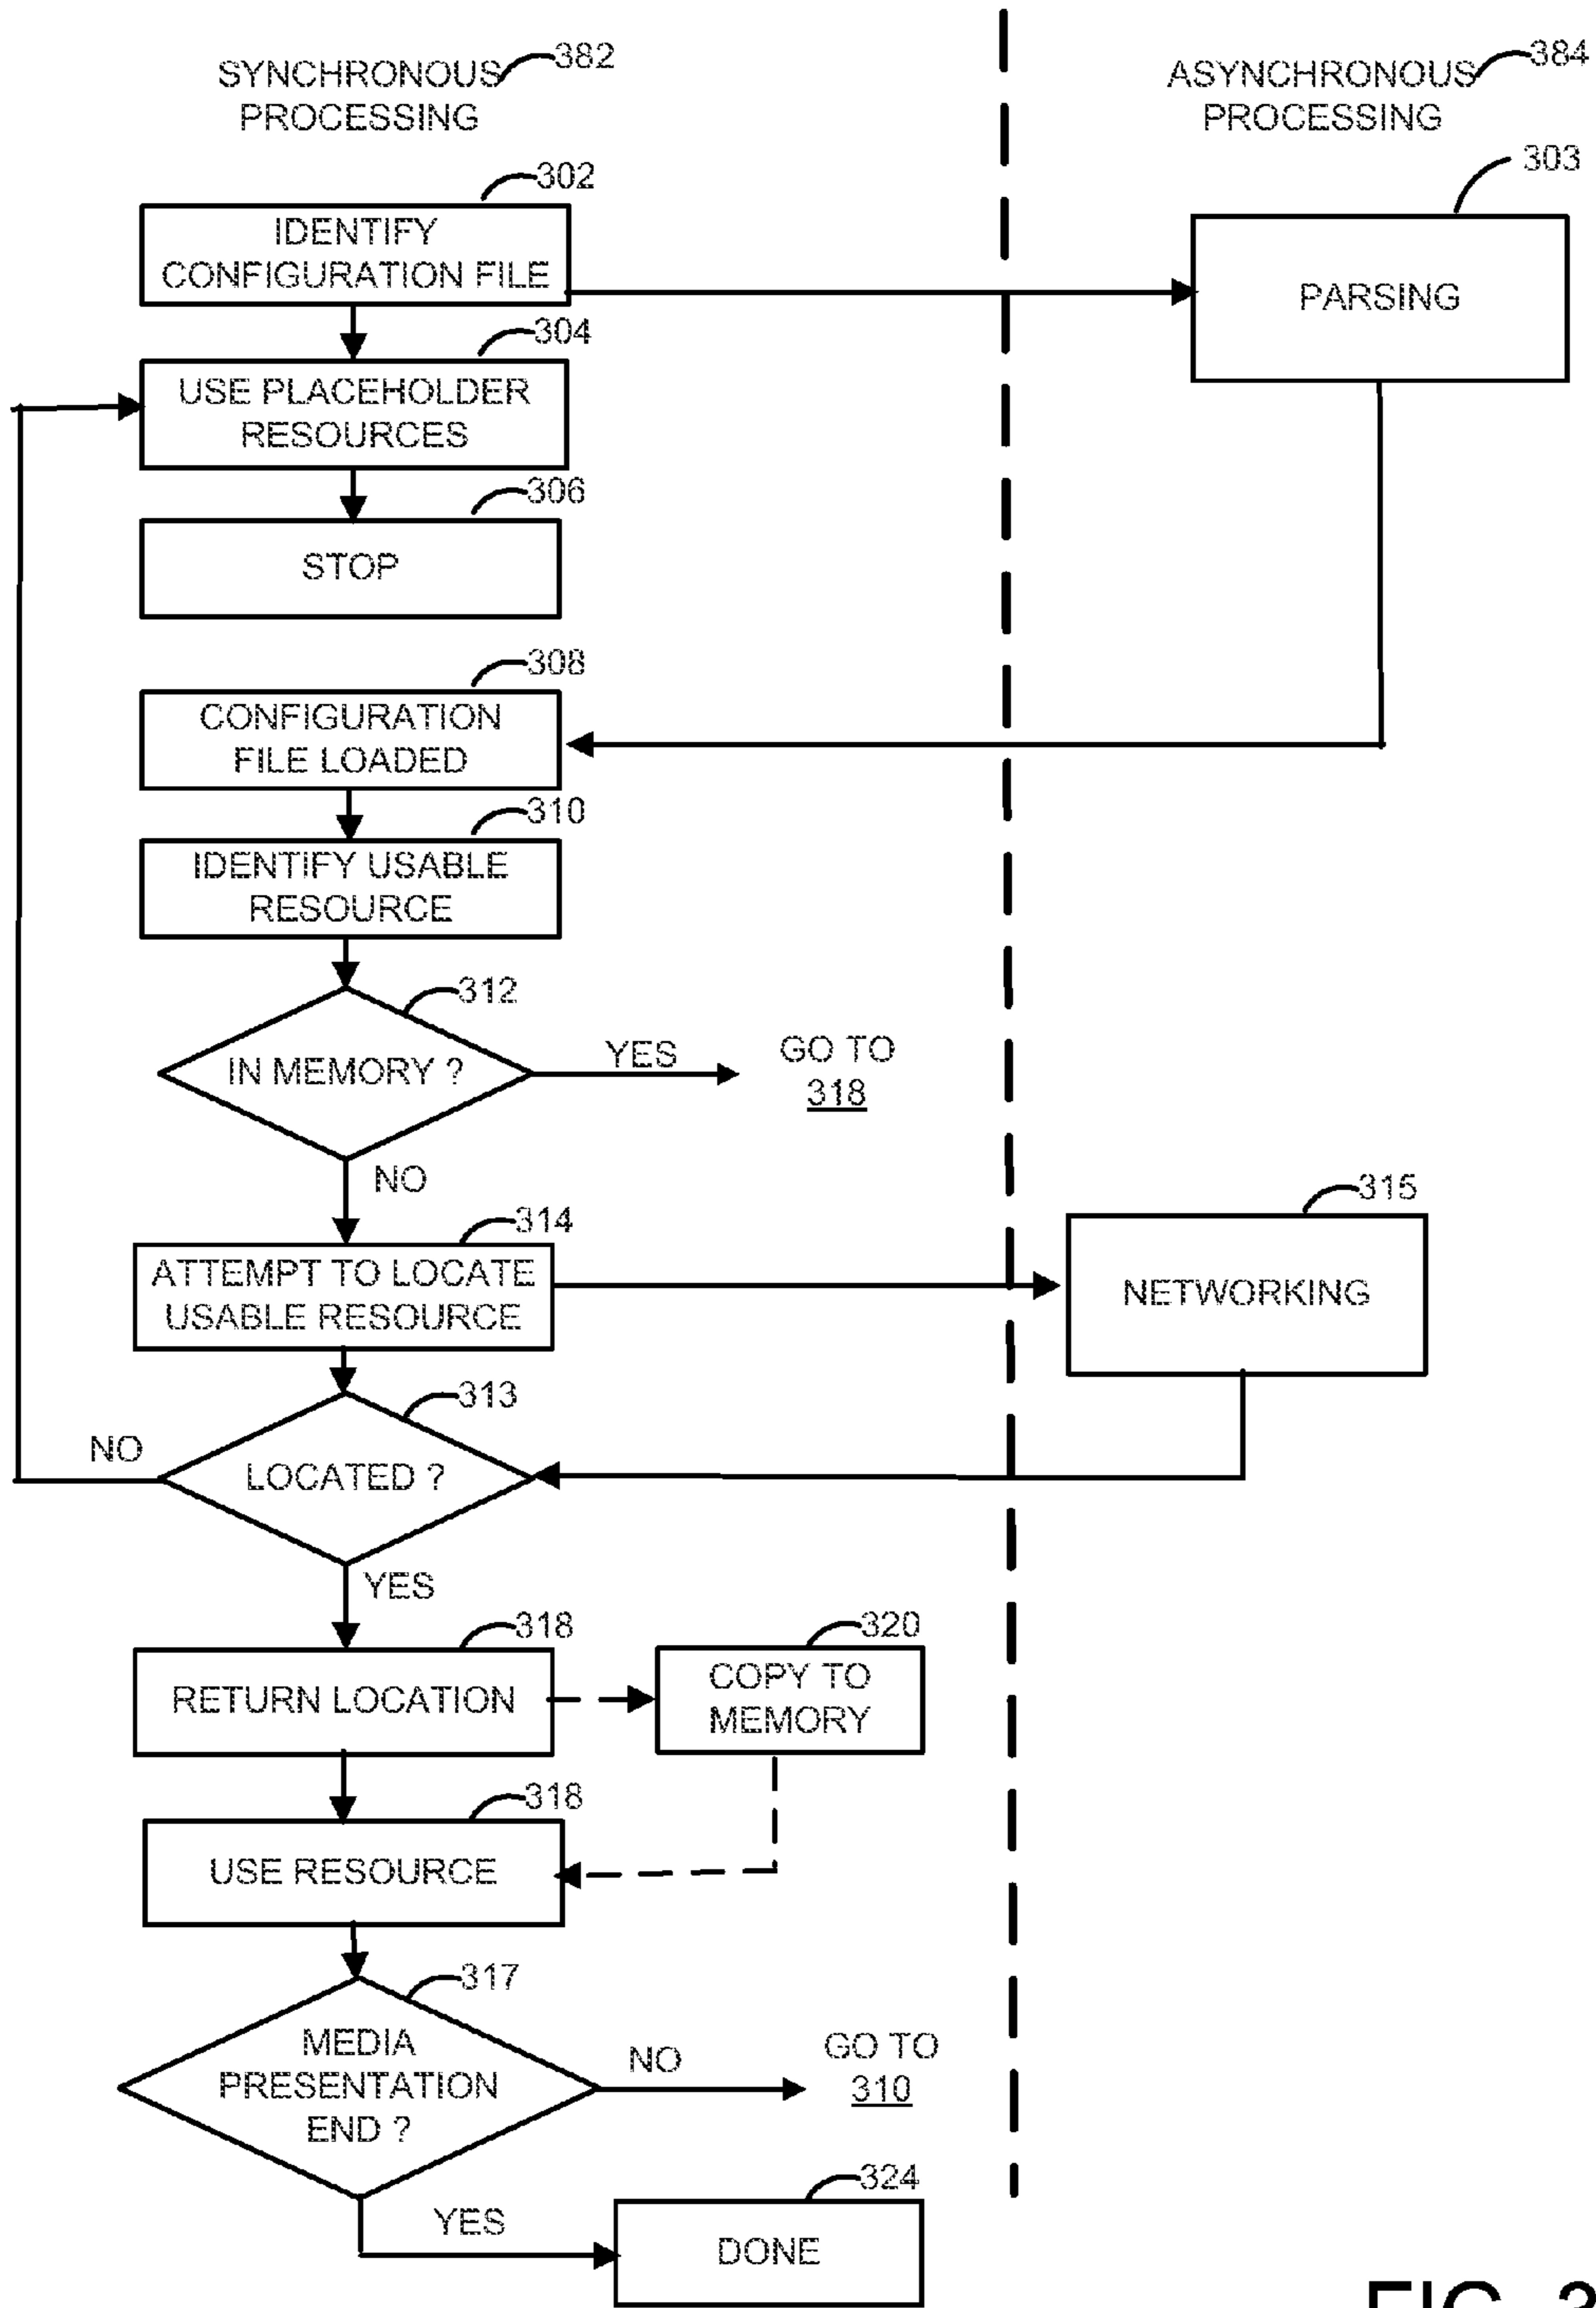 SYNCHRONOUS 382
PROCESSING
ASYNCHRONOUS 384
PROCESSING
302
IDENTIFY
CONFIGURATION FILE
303
PARSING
304
USE PLACEHOLDER
RESOURCES
306
STOP
308
CONFIGURATION
FILE LOADED
310
IDENTIFY USABLE
RESOURCE
312
IN MEMORY ?
YES
GO TO
318
NO
314
ATTEMPT TO LOCATE
USABLE RESOURCE
315
NETWORKING
313
LOCATED ?
NO
YES
318
RETURN LOCATION
320
COPY TO
MEMORY
318
USE RESOURCE
317
MEDIA
PRESENTATION
END ?
NO
GO TO
310
YES
324
DONE
FIG. 3